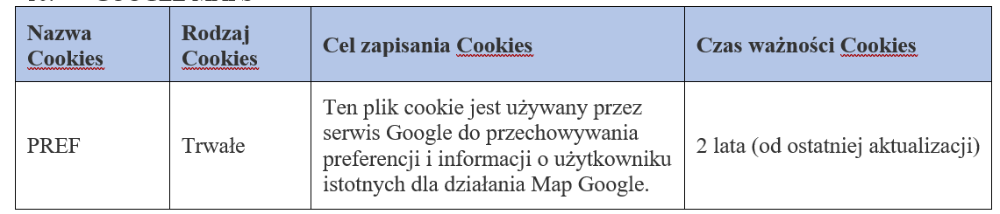 Nazwa
Cookies
Rodzaj
Cookies
Cel zapisania Cookies
Czas ważności Cookies
PREF
Trwałe
Ten plik cookie jest używany przez
serwis Google do przechowywania
preferencji i informacji o użytkowniku
istotnych dla działania Map Google.
2 lata (od ostatniej aktualizacji)